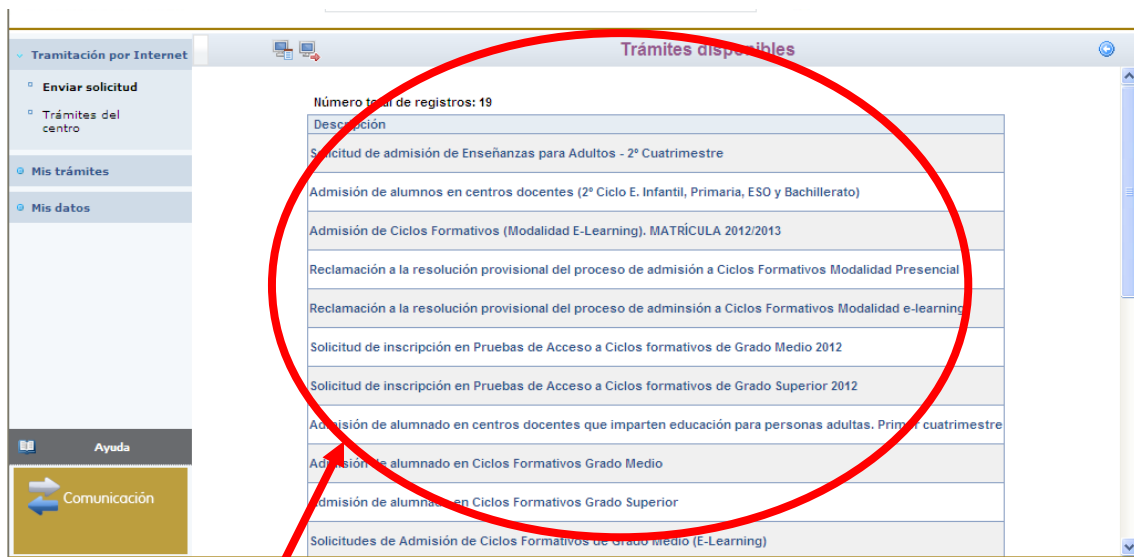 Tramitación por Internet
Enviar solicitud
Trámites del
centro
Mis trámites
Mis datos
Ayuda
Comunicación
Trámites disponibles
Número total de registros: 19
Descripción
Solicitud de admisión de Enseñanzas para Adultos - 2º Cuatrimestre
Admisión de alumnos en centros docentes (2º Ciclo E. Infantil, Primaria, ESO y Bachillerato)
Admisión de Ciclos Formativos (Modalidad E-Learning). MATRÍCULA 2012/2013
Reclamación a la resolución provisional del proceso de admisión a Ciclos Formativos Modalidad Presencial
Reclamación a la resolución provisional del proceso de adminsión a Ciclos Formativos Modalidad e-learning
Solicitud de inscripción en Pruebas de Acceso a Ciclos formativos de Grado Medio 2012
Solicitud de inscripción en Pruebas de Acceso a Ciclos formativos de Grado Superior 2012
Admisión de alumnado en centros docentes que imparten educación para personas adultas. Primer cuatrimestre
Admisión de alumnado en Ciclos Formativos Grado Medio
Admisión de alumnado en Ciclos Formativos Grado Superior
Solicitudes de Admisión de Ciclos Formativos de Grado Medio (E-Learning)